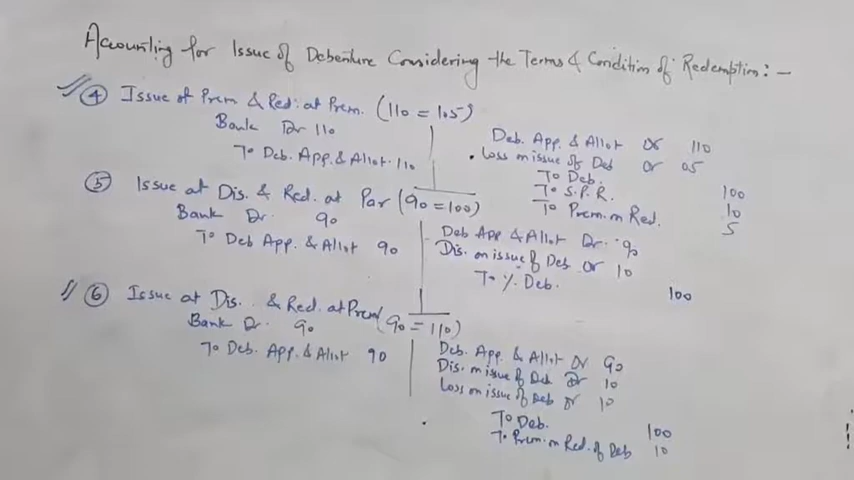 Accounting for Issue of Debenture Considering the Terms & Condition of Redemption: -
④ Issue at Prem & Red. at Prem. (110 = 105)
Bank Dr 110
To Deb. App. & Allot. 110
Deb. App. & Allot Dr 110
Loss on issue of Deb Dr 05
To Deb. 100
To S.P.R. 10
To Prem. on Red. 5
⑤ Issue at Dis. & Red. at Par (90 = 100)
Bank Dr. 90
To Deb App. & Allot 90
Deb App & Allot Dr. 90
Dis. on issue of Deb Dr 10
To % Deb. 100
⑥ Issue at Dis. & Red. at Prem (90 = 110)
Bank Dr. 90
To Deb. App. & Allot 90
Deb. App. & Allot Dr 90
Dis. on issue of Deb Dr 10
Loss on issue of Deb Dr 10
To Deb. 100
To Prem. on Red. of Deb 10